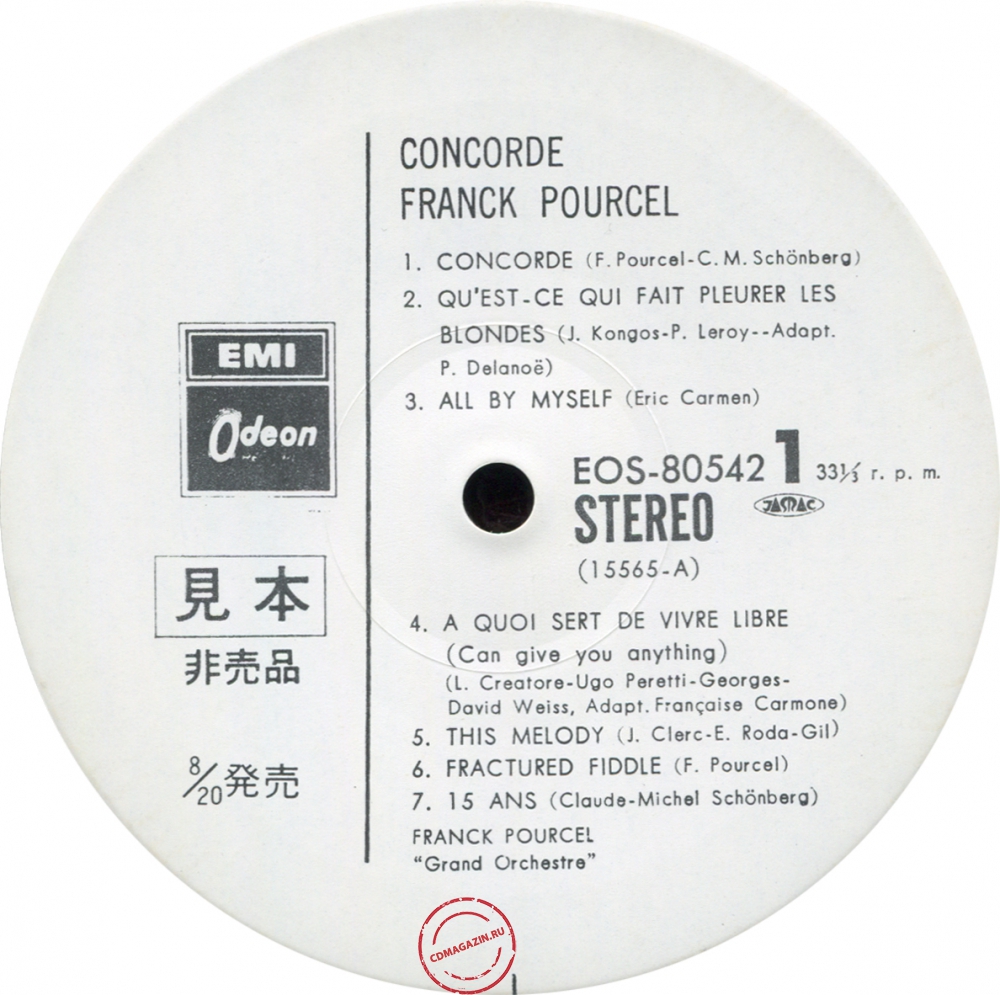 CONCORDE
FRANCK POURCEL
1. CONCORDE (F. Pourcel-C. M. Schönberg)
2. QU'EST-CE QUI FAIT PLEURER LES
BLONDES (J. Kongos-P. Leroy--Adapt.
P. Delanoë)
3. ALL BY MYSELF (Eric Carmen)
EMI
Odeon
EOS-80542 1 33⅓ r. p. m.
STEREO JASRAC
(15565-A)
見本
非売品
8/20発売
4. A QUOI SERT DE VIVRE LIBRE
(Can give you anything)
(L. Creatore-Ugo Peretti-Georges-
David Weiss, Adapt. Française Carmone)
5. THIS MELODY (J. Clerc-E. Roda-Gil)
6. FRACTURED FIDDLE (F. Pourcel)
7. 15 ANS (Claude-Michel Schönberg)
FRANCK POURCEL
"Grand Orchestre"
CDMAGAZIN.RU